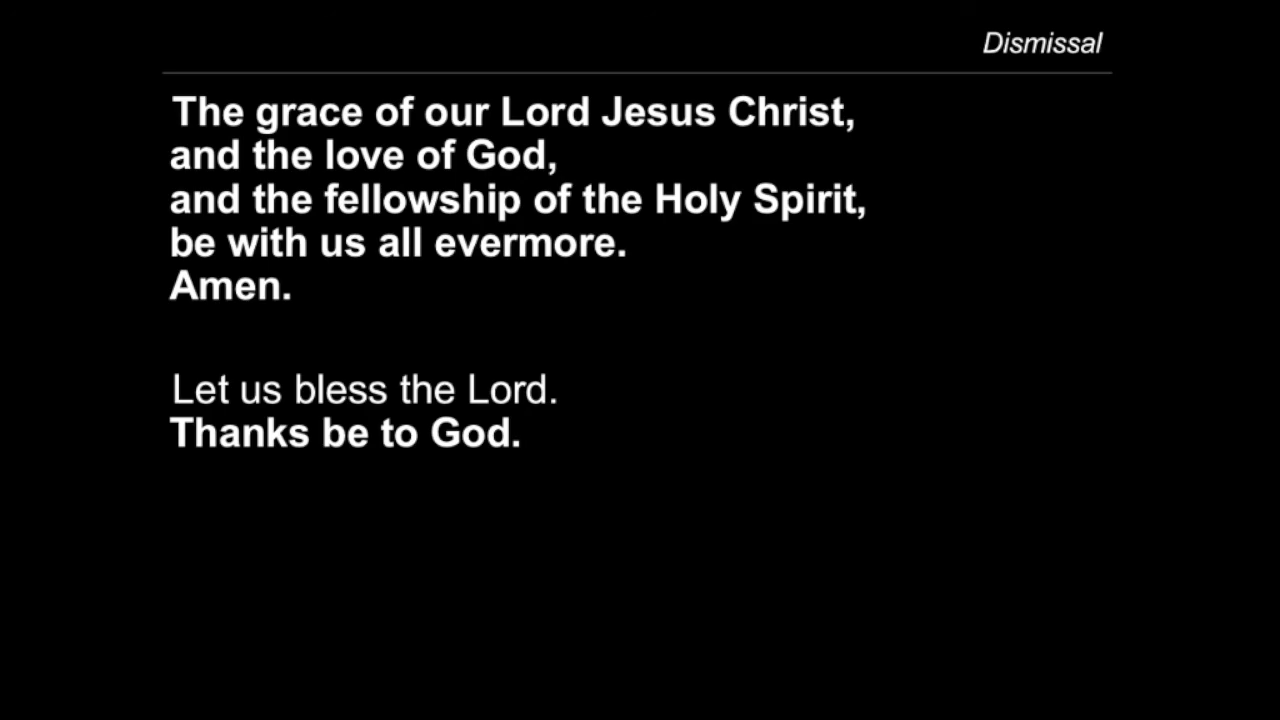 Dismissal
The grace of our Lord Jesus Christ,
and the love of God,
and the fellowship of the Holy Spirit,
be with us all evermore.
Amen.
Let us bless the Lord.
Thanks be to God.